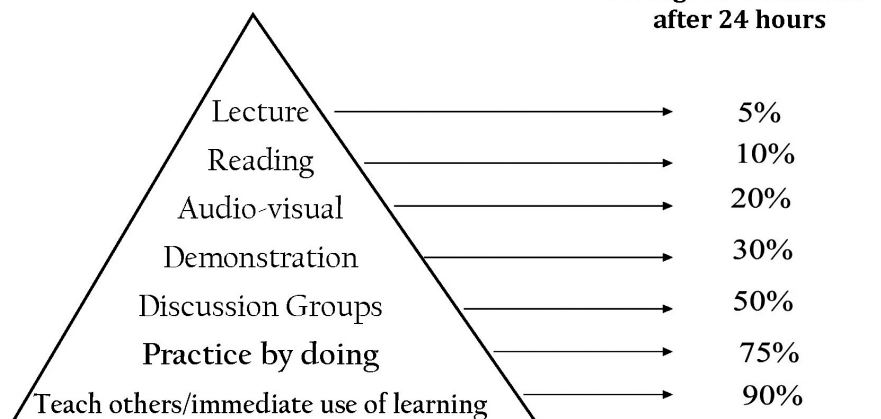 after 24 hours
Lecture 5%
Reading 10%
Audio-visual 20%
Demonstration 30%
Discussion Groups 50%
Practice by doing 75%
Teach others/immediate use of learning 90%